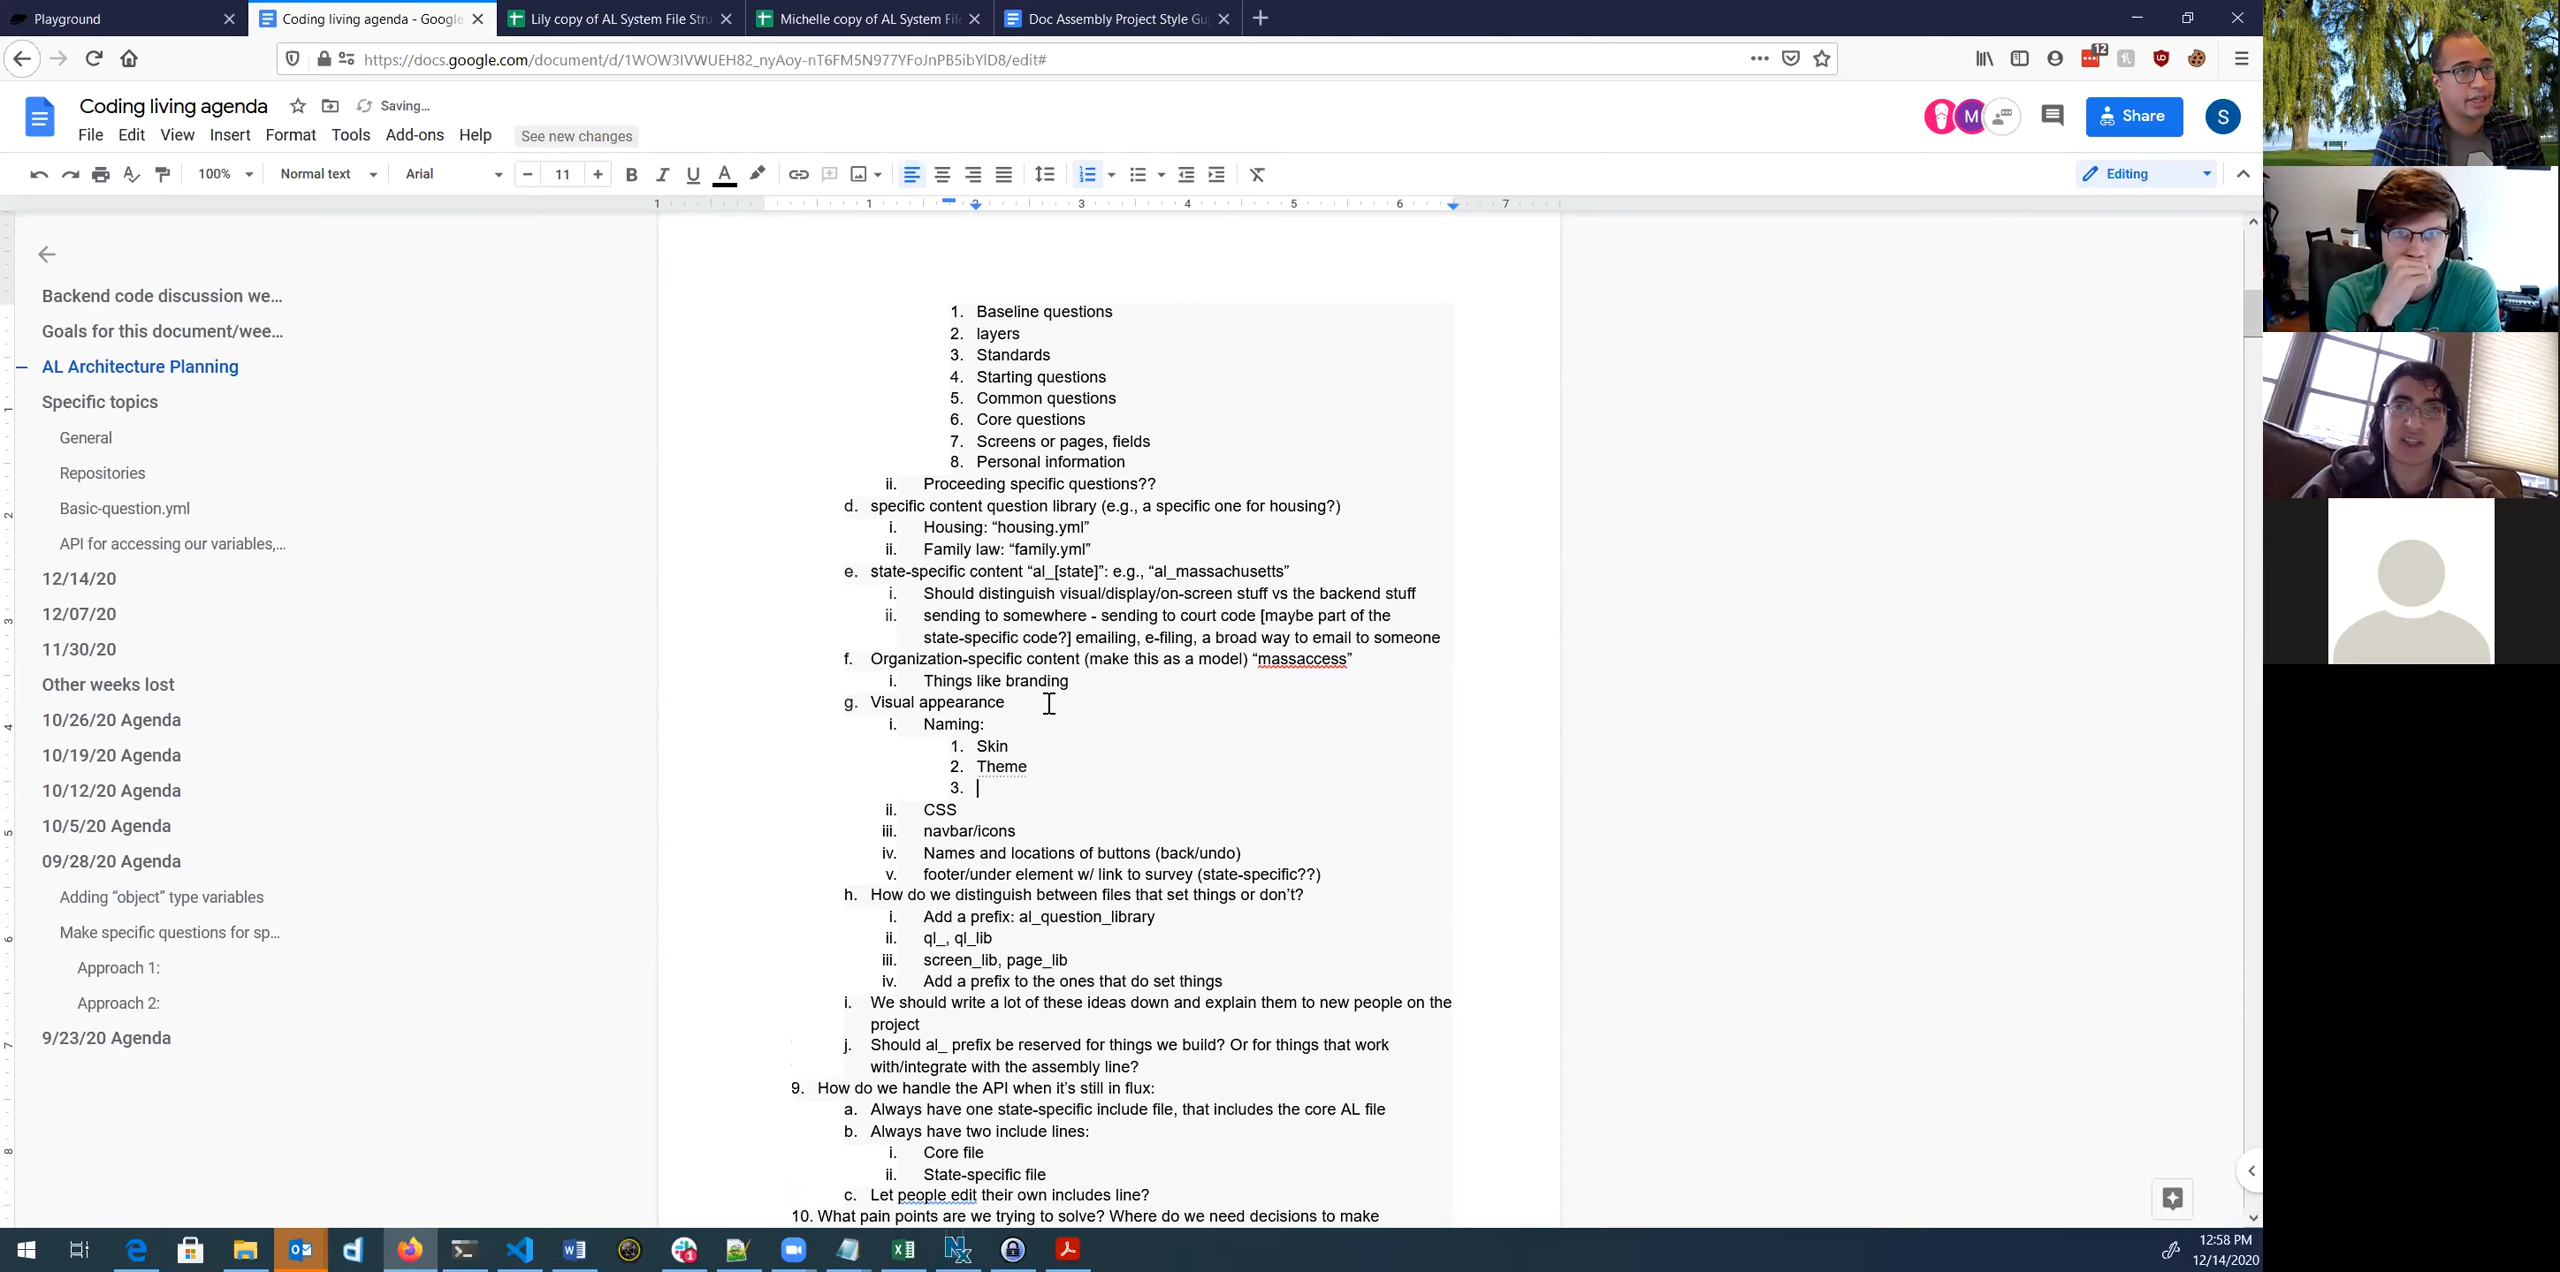 Playground
Coding living agenda - Google
Lily copy of AL System File Stru
Michelle copy of AL System File
Doc Assembly Project Style Gu
https://docs.google.com/document/d/1WOW3IVWUEH82_nyAoy-nT6FM5N977YFoJnPB5ibYlD8/edit#
12
Coding living agenda
Saving...
File Edit View Insert Format Tools Add-ons Help See new changes
M
Share
S
100% Normal text Arial 11 B I U A
Editing
1 1 2 3 4 5 6 7
Backend code discussion we...
Goals for this document/wee...
AL Architecture Planning
Specific topics
General
Repositories
Basic-question.yml
API for accessing our variables,...
12/14/20
12/07/20
11/30/20
Other weeks lost
10/26/20 Agenda
10/19/20 Agenda
10/12/20 Agenda
10/5/20 Agenda
09/28/20 Agenda
Adding “object” type variables
Make specific questions for sp...
Approach 1:
Approach 2:
9/23/20 Agenda
1
2
3
4
5
6
7
8
1. Baseline questions
2. layers
3. Standards
4. Starting questions
5. Common questions
6. Core questions
7. Screens or pages, fields
8. Personal information
ii. Proceeding specific questions??
d. specific content question library (e.g., a specific one for housing?)
i. Housing: “housing.yml”
ii. Family law: “family.yml”
e. state-specific content “al_[state]”: e.g., “al_massachusetts”
i. Should distinguish visual/display/on-screen stuff vs the backend stuff
ii. sending to somewhere - sending to court code [maybe part of the
state-specific code?] emailing, e-filing, a broad way to email to someone
f. Organization-specific content (make this as a model) “massaccess”
i. Things like branding
g. Visual appearance
i. Naming:
1. Skin
2. Theme
3.
ii. CSS
iii. navbar/icons
iv. Names and locations of buttons (back/undo)
v. footer/under element w/ link to survey (state-specific??)
h. How do we distinguish between files that set things or don’t?
i. Add a prefix: al_question_library
ii. ql_, ql_lib
iii. screen_lib, page_lib
iv. Add a prefix to the ones that do set things
i. We should write a lot of these ideas down and explain them to new people on the
project
j. Should al_ prefix be reserved for things we build? Or for things that work
with/integrate with the assembly line?
9. How do we handle the API when it’s still in flux:
a. Always have one state-specific include file, that includes the core AL file
b. Always have two include lines:
i. Core file
ii. State-specific file
c. Let people edit their own includes line?
10. What pain points are we trying to solve? Where do we need decisions to make
12:58 PM
12/14/2020